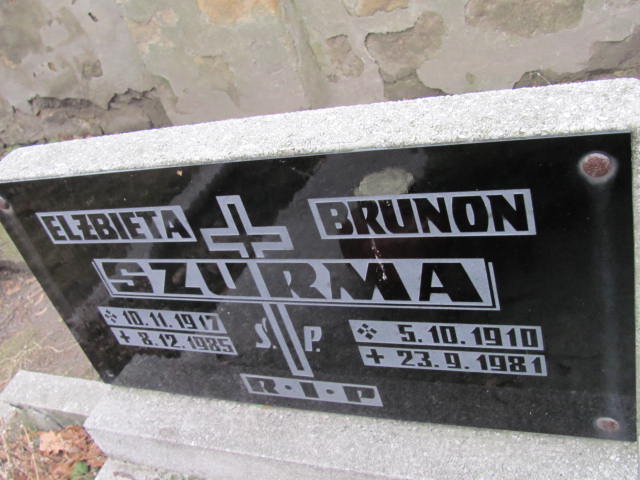 ELŻBIETA BRUNON
SZURMA
10.11.1917 5.10.1910
+ 8.12.1985 Ś.P. + 23.9.1981
R·I·P